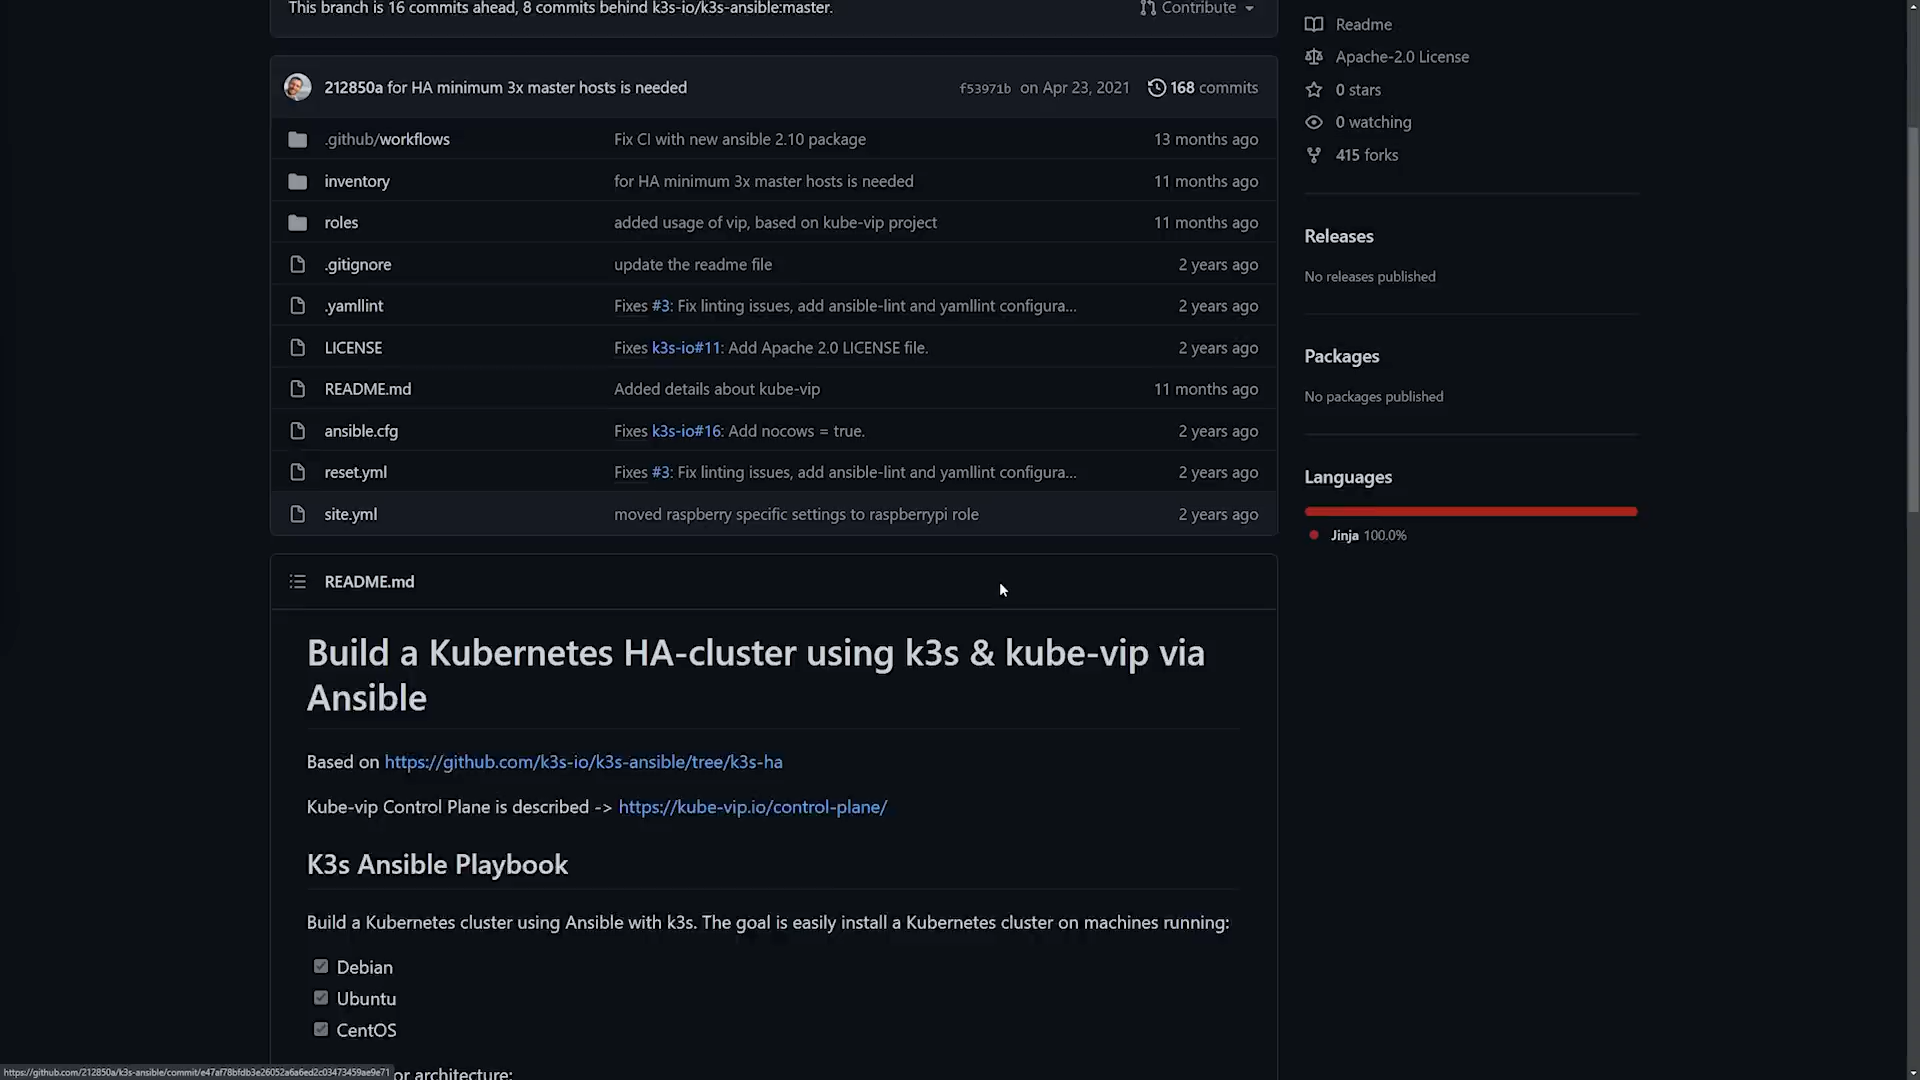 This branch is 16 commits ahead, 8 commits behind k3s-io/k3s-ansible:master.
Contribute
212850a for HA minimum 3x master hosts is needed
f53971b on Apr 23, 2021
168 commits
.github/workflows Fix CI with new ansible 2.10 package 13 months ago
inventory for HA minimum 3x master hosts is needed 11 months ago
roles added usage of vip, based on kube-vip project 11 months ago
.gitignore update the readme file 2 years ago
.yamllint Fixes #3: Fix linting issues, add ansible-lint and yamllint configura... 2 years ago
LICENSE Fixes k3s-io#11: Add Apache 2.0 LICENSE file. 2 years ago
README.md Added details about kube-vip 11 months ago
ansible.cfg Fixes k3s-io#16: Add nocows = true. 2 years ago
reset.yml Fixes #3: Fix linting issues, add ansible-lint and yamllint configura... 2 years ago
site.yml moved raspberry specific settings to raspberrypi role 2 years ago
README.md
Build a Kubernetes HA-cluster using k3s & kube-vip via
Ansible
Based on https://github.com/k3s-io/k3s-ansible/tree/k3s-ha
Kube-vip Control Plane is described -> https://kube-vip.io/control-plane/
K3s Ansible Playbook
Build a Kubernetes cluster using Ansible with k3s. The goal is easily install a Kubernetes cluster on machines running:
Debian
Ubuntu
CentOS
or architecture:
Readme
Apache-2.0 License
0 stars
0 watching
415 forks
Releases
No releases published
Packages
No packages published
Languages
Jinja 100.0%